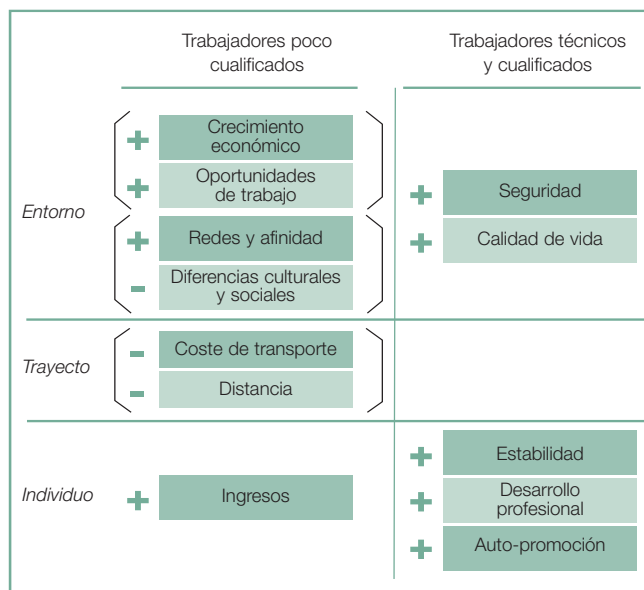 Trabajadores poco
cualificados
Trabajadores técnicos
y cualificados
Entorno
+ Crecimiento
económico
+ Oportunidades
de trabajo
+ Redes y afinidad
- Diferencias culturales
y sociales
+ Seguridad
+ Calidad de vida
Trayecto
- Coste de transporte
- Distancia
Individuo
+ Ingresos
+ Estabilidad
+ Desarrollo
profesional
+ Auto-promoción